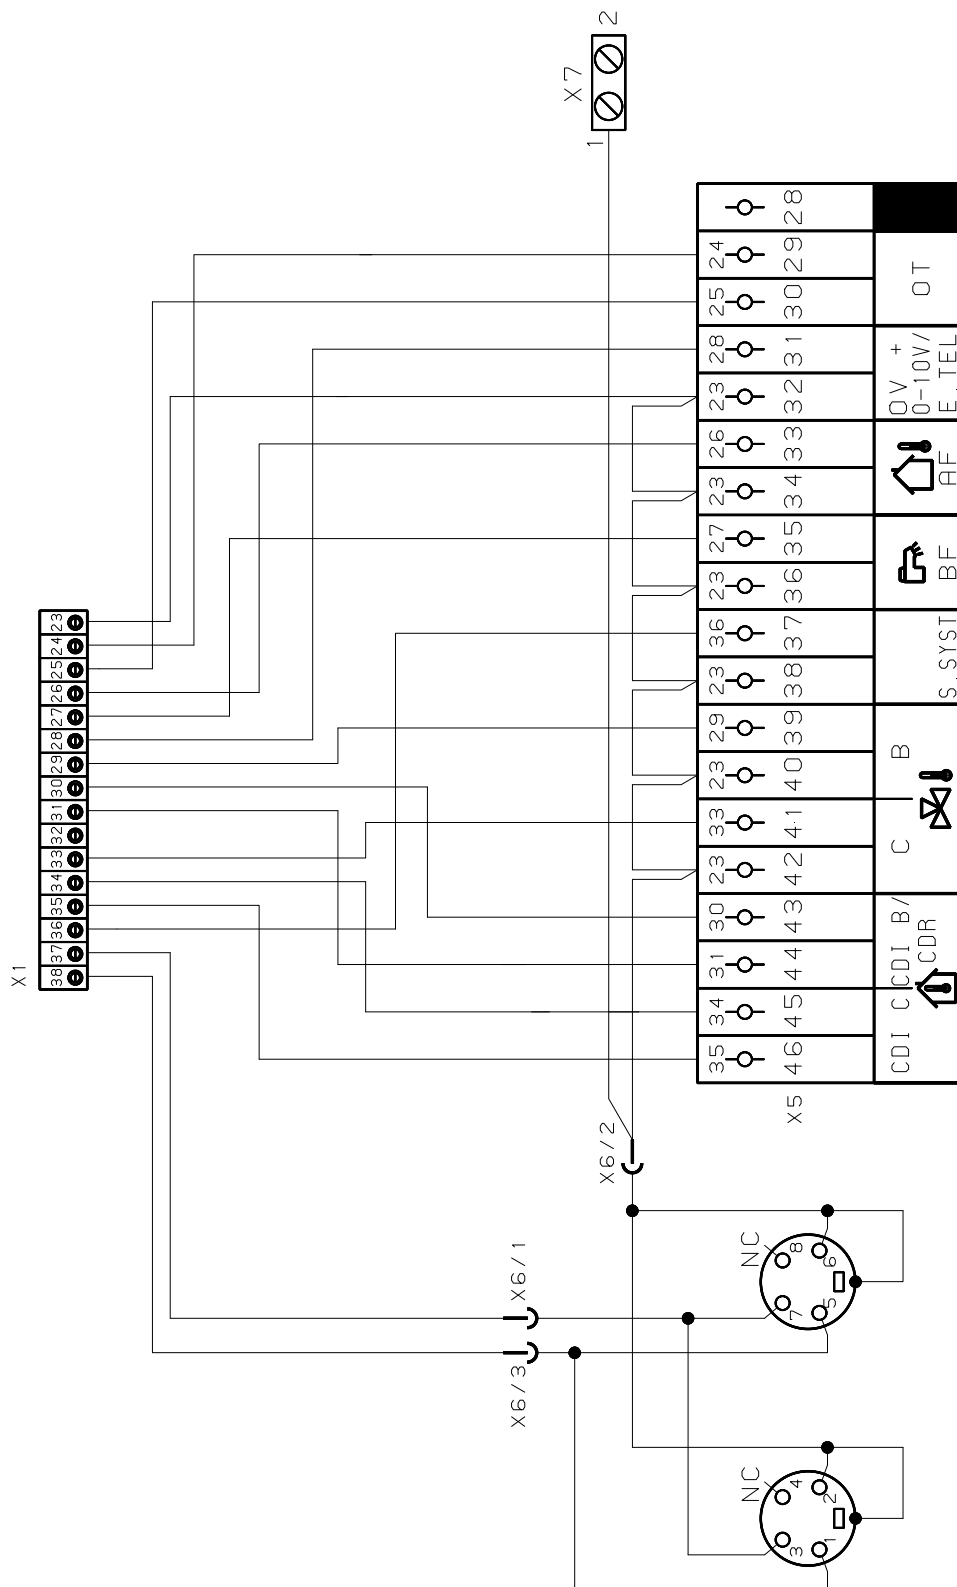 X7
1
2
28
24 29
25 30
OT
28 31
23 32
0V +
0-10V/
E.TEL
26 33
23 34
AF
27 35
23 36
BF
36 37
23 38
S.SYST
29 39
23 40
B
33 41
23 42
C
30 43
31 44
CDI B/
CDR
34 45
35 46
CDI C
X5
23
24
25
26
27
28
29
30
31
32
33
34
35
36
37
38
X1
X6/2
X6/1
X6/3
NC
8
6
7
5
NC
4
2
3
1